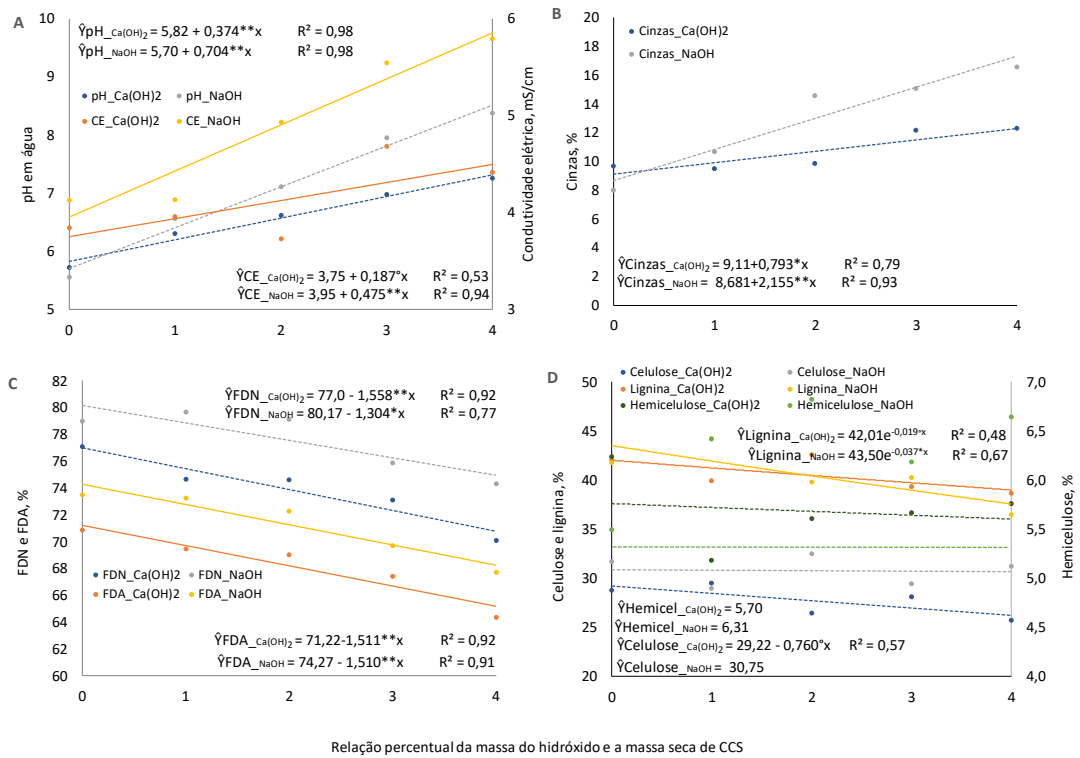 A
ŶpH_Ca(OH)2 = 5,82 + 0,374**x R² = 0,98
ŶpH_NaOH = 5,70 + 0,704**x R² = 0,98
pH_Ca(OH)2 pH_NaOH
CE_Ca(OH)2 CE_NaOH
ŶCE_Ca(OH)2 = 3,75 + 0,187°x R² = 0,53
ŶCE_NaOH = 3,95 + 0,475**x R² = 0,94
pH em água
10
9
8
7
6
5
Condutividade elétrica, mS/cm
6
5
4
3
0 1 2 3 4
B
Cinzas_Ca(OH)2
Cinzas_NaOH
ŶCinzas_Ca(OH)2 = 9,11+0,793*x R² = 0,79
ŶCinzas_NaOH = 8,681+2,155**x R² = 0,93
Cinzas, %
20
18
16
14
12
10
8
6
4
2
0
0 1 2 3 4
C
ŶFDN_Ca(OH)2 = 77,0 - 1,558**x R² = 0,92
ŶFDN_NaOH = 80,17 - 1,304*x R² = 0,77
FDN_Ca(OH)2 FDN_NaOH
FDA_Ca(OH)2 FDA_NaOH
ŶFDA_Ca(OH)2 = 71,22-1,511**x R² = 0,92
ŶFDA_NaOH = 74,27 - 1,510**x R² = 0,91
FDN e FDA, %
82
80
78
76
74
72
70
68
66
64
62
60
0 1 2 3 4
D
Celulose_Ca(OH)2 Celulose_NaOH
Lignina_Ca(OH)2 Lignina_NaOH
Hemicelulose_Ca(OH)2 Hemicelulose_NaOH
ŶLignina_Ca(OH)2 = 42,01e-0,019°x R² = 0,48
ŶLignina_NaOH = 43,50e-0,037*x R² = 0,67
ŶHemicel_Ca(OH)2 = 5,70
ŶHemicel_NaOH = 6,31
ŶCelulose_Ca(OH)2 = 29,22 - 0,760°x R² = 0,57
ŶCelulose_NaOH = 30,75
Celulose e lignina, %
50
45
40
35
30
25
20
Hemicelulose, %
7,0
6,5
6,0
5,5
5,0
4,5
4,0
0 1 2 3 4
Relação percentual da massa do hidróxido e a massa seca de CCS